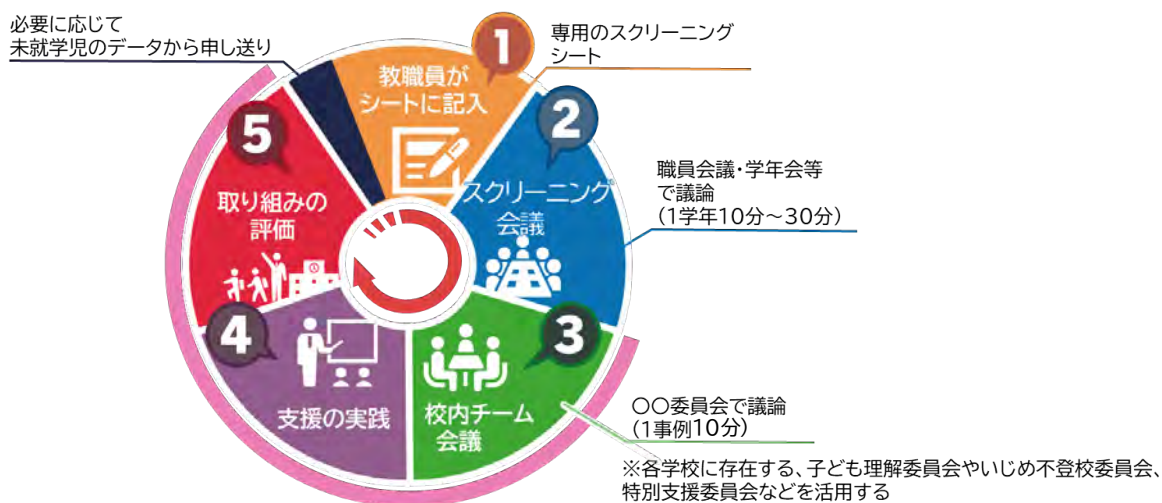 必要に応じて
未就学児のデータから申し送り
1
専用のスクリーニング
シート
教職員が
シートに記入
2
スクリーニング®
会議
職員会議・学年会等
で議論
(1学年10分～30分)
3
校内チーム
会議
〇〇委員会で議論
(1事例10分)
※各学校に存在する、子ども理解委員会やいじめ不登校委員会、
特別支援委員会などを活用する
4
支援の実践
5
取り組みの
評価